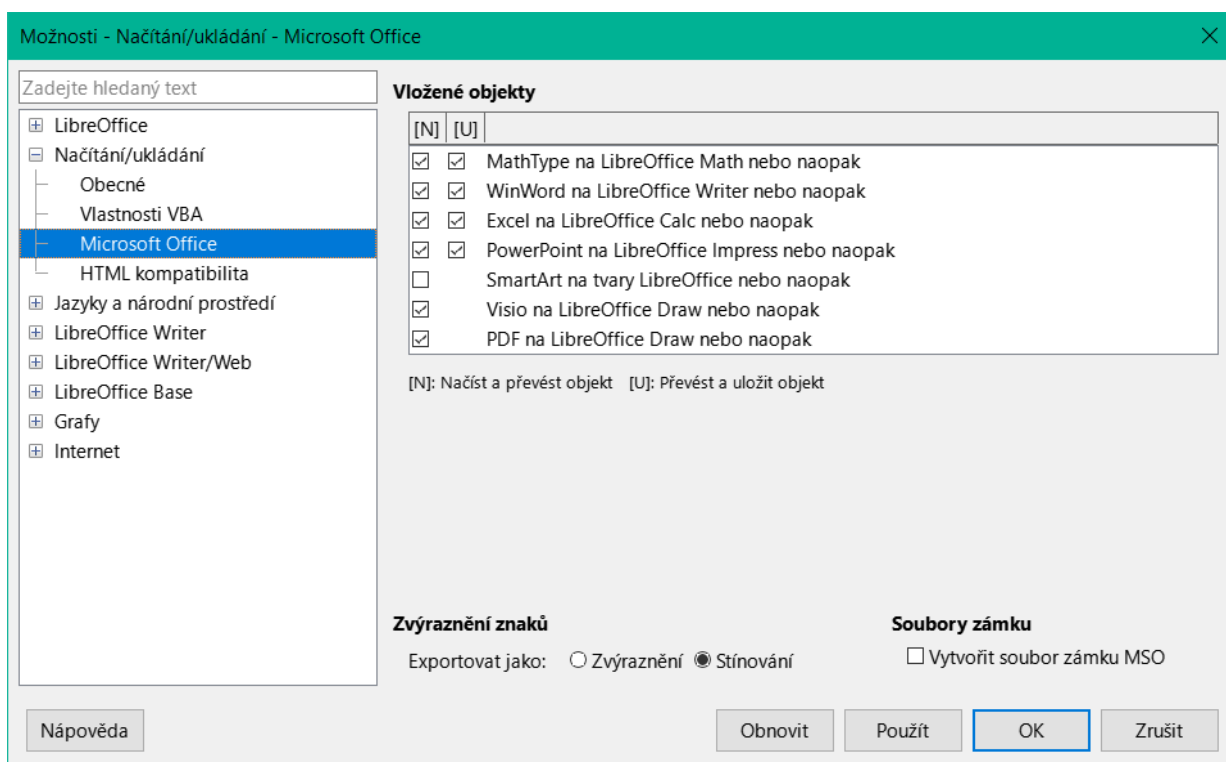 Možnosti - Načítání/ukládání - Microsoft Office
Zadejte hledaný text
LibreOffice
Načítání/ukládání
Obecné
Vlastnosti VBA
Microsoft Office
HTML kompatibilita
Jazyky a národní prostředí
LibreOffice Writer
LibreOffice Writer/Web
LibreOffice Base
Grafy
Internet
Vložené objekty
[N] [U]
MathType na LibreOffice Math nebo naopak
WinWord na LibreOffice Writer nebo naopak
Excel na LibreOffice Calc nebo naopak
PowerPoint na LibreOffice Impress nebo naopak
SmartArt na tvary LibreOffice nebo naopak
Visio na LibreOffice Draw nebo naopak
PDF na LibreOffice Draw nebo naopak
[N]: Načíst a převést objekt [U]: Převést a uložit objekt
Zvýraznění znaků
Exportovat jako: Zvýraznění Stínování
Soubory zámku
Vytvořit soubor zámku MSO
Nápověda Obnovit Použít OK Zrušit